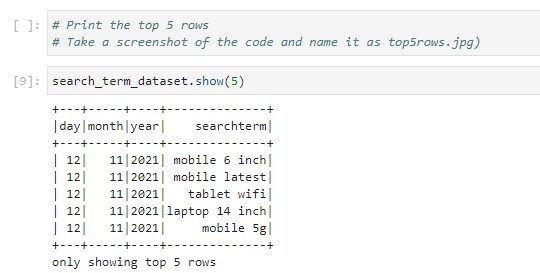 [ ]: # Print the top 5 rows
# Take a screenshot of the code and name it as top5rows.jpg)
[9]: search_term_dataset.show(5)
+---+-----+----+--------------+
|day|month|year|    searchterm|
+---+-----+----+--------------+
| 12|   11|2021| mobile 6 inch|
| 12|   11|2021| mobile latest|
| 12|   11|2021|   tablet wifi|
| 12|   11|2021|laptop 14 inch|
| 12|   11|2021|     mobile 5g|
+---+-----+----+--------------+
only showing top 5 rows